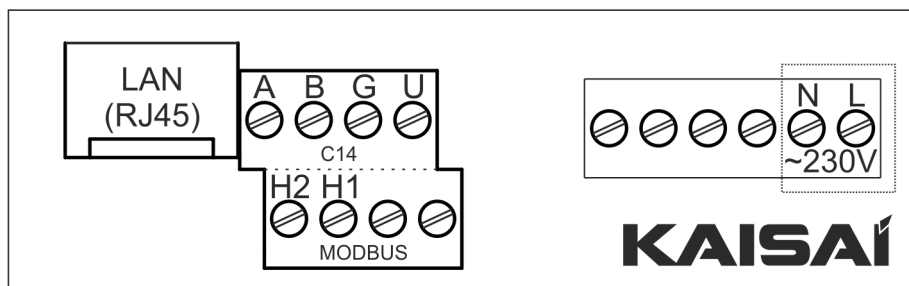 LAN
(RJ45)
A B G U
C14
H2 H1
MODBUS
N L
~230V
KAISAI